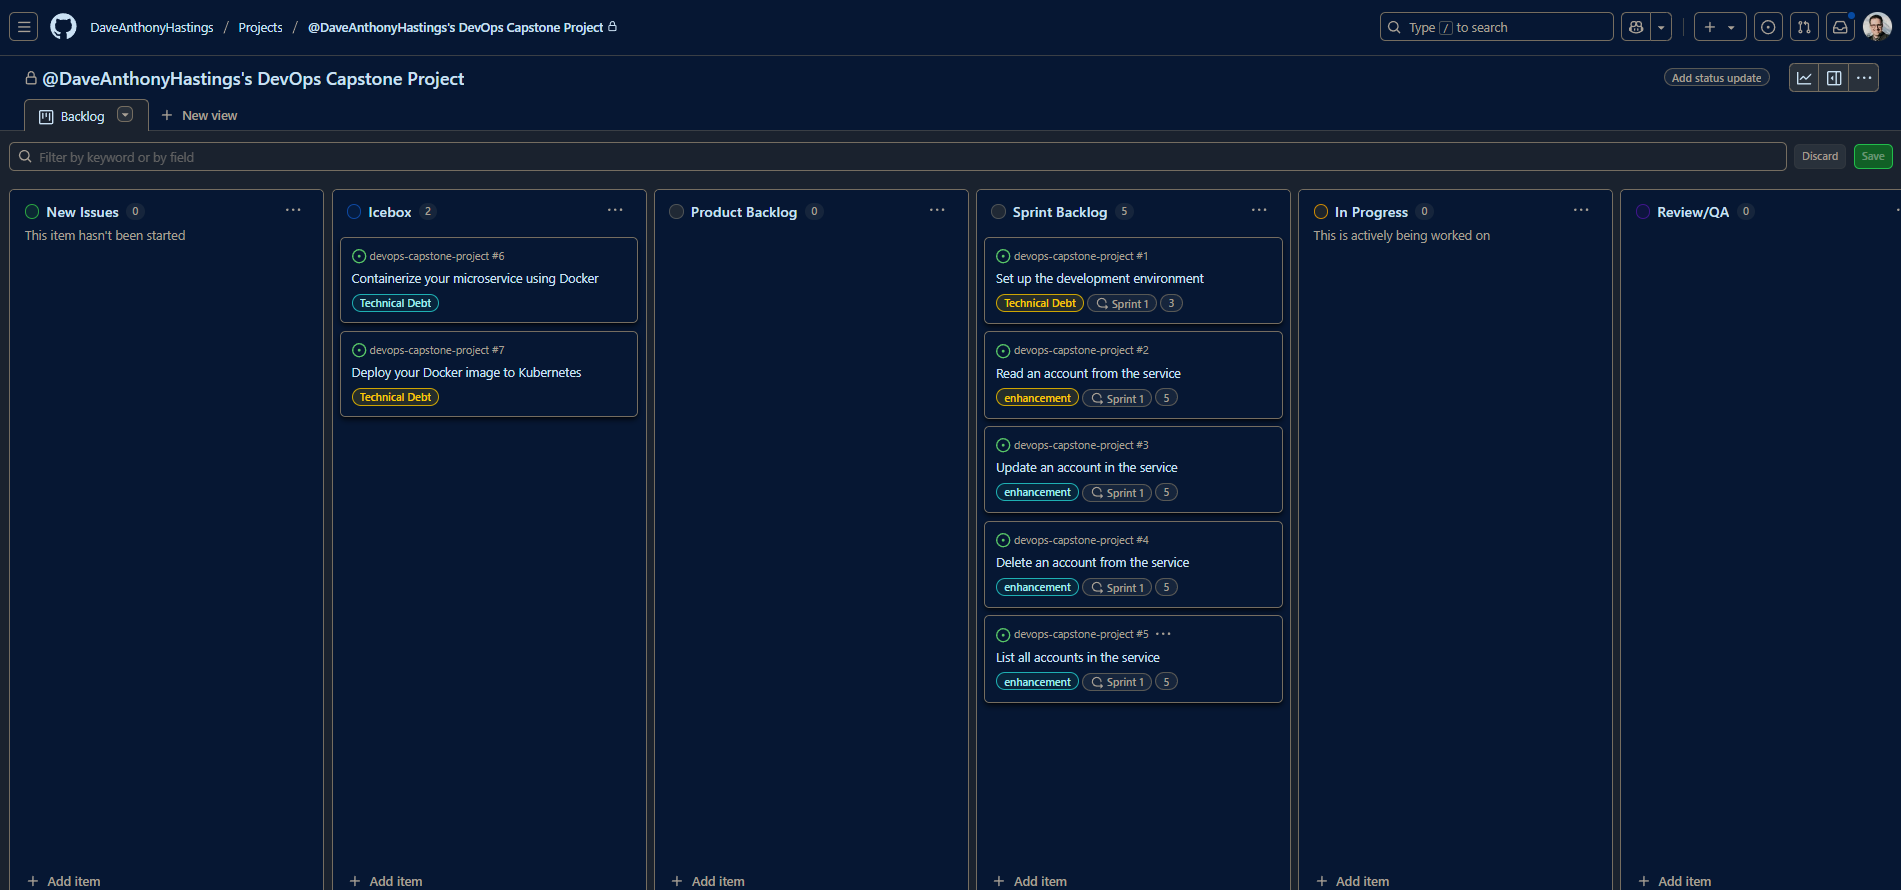 DaveAnthonyHastings / Projects / @DaveAnthonyHastings's DevOps Capstone Project
Type / to search
@DaveAnthonyHastings's DevOps Capstone Project
Add status update
Backlog
New view
Filter by keyword or by field
Discard
Save
New Issues 0
This item hasn't been started
Add item
Icebox 2
devops-capstone-project #6
Containerize your microservice using Docker
Technical Debt
devops-capstone-project #7
Deploy your Docker image to Kubernetes
Technical Debt
Add item
Product Backlog 0
Add item
Sprint Backlog 5
devops-capstone-project #1
Set up the development environment
Technical Debt Sprint 1 3
devops-capstone-project #2
Read an account from the service
enhancement Sprint 1 5
devops-capstone-project #3
Update an account in the service
enhancement Sprint 1 5
devops-capstone-project #4
Delete an account from the service
enhancement Sprint 1 5
devops-capstone-project #5
List all accounts in the service
enhancement Sprint 1 5
Add item
In Progress 0
This is actively being worked on
Add item
Review/QA 0
Add item